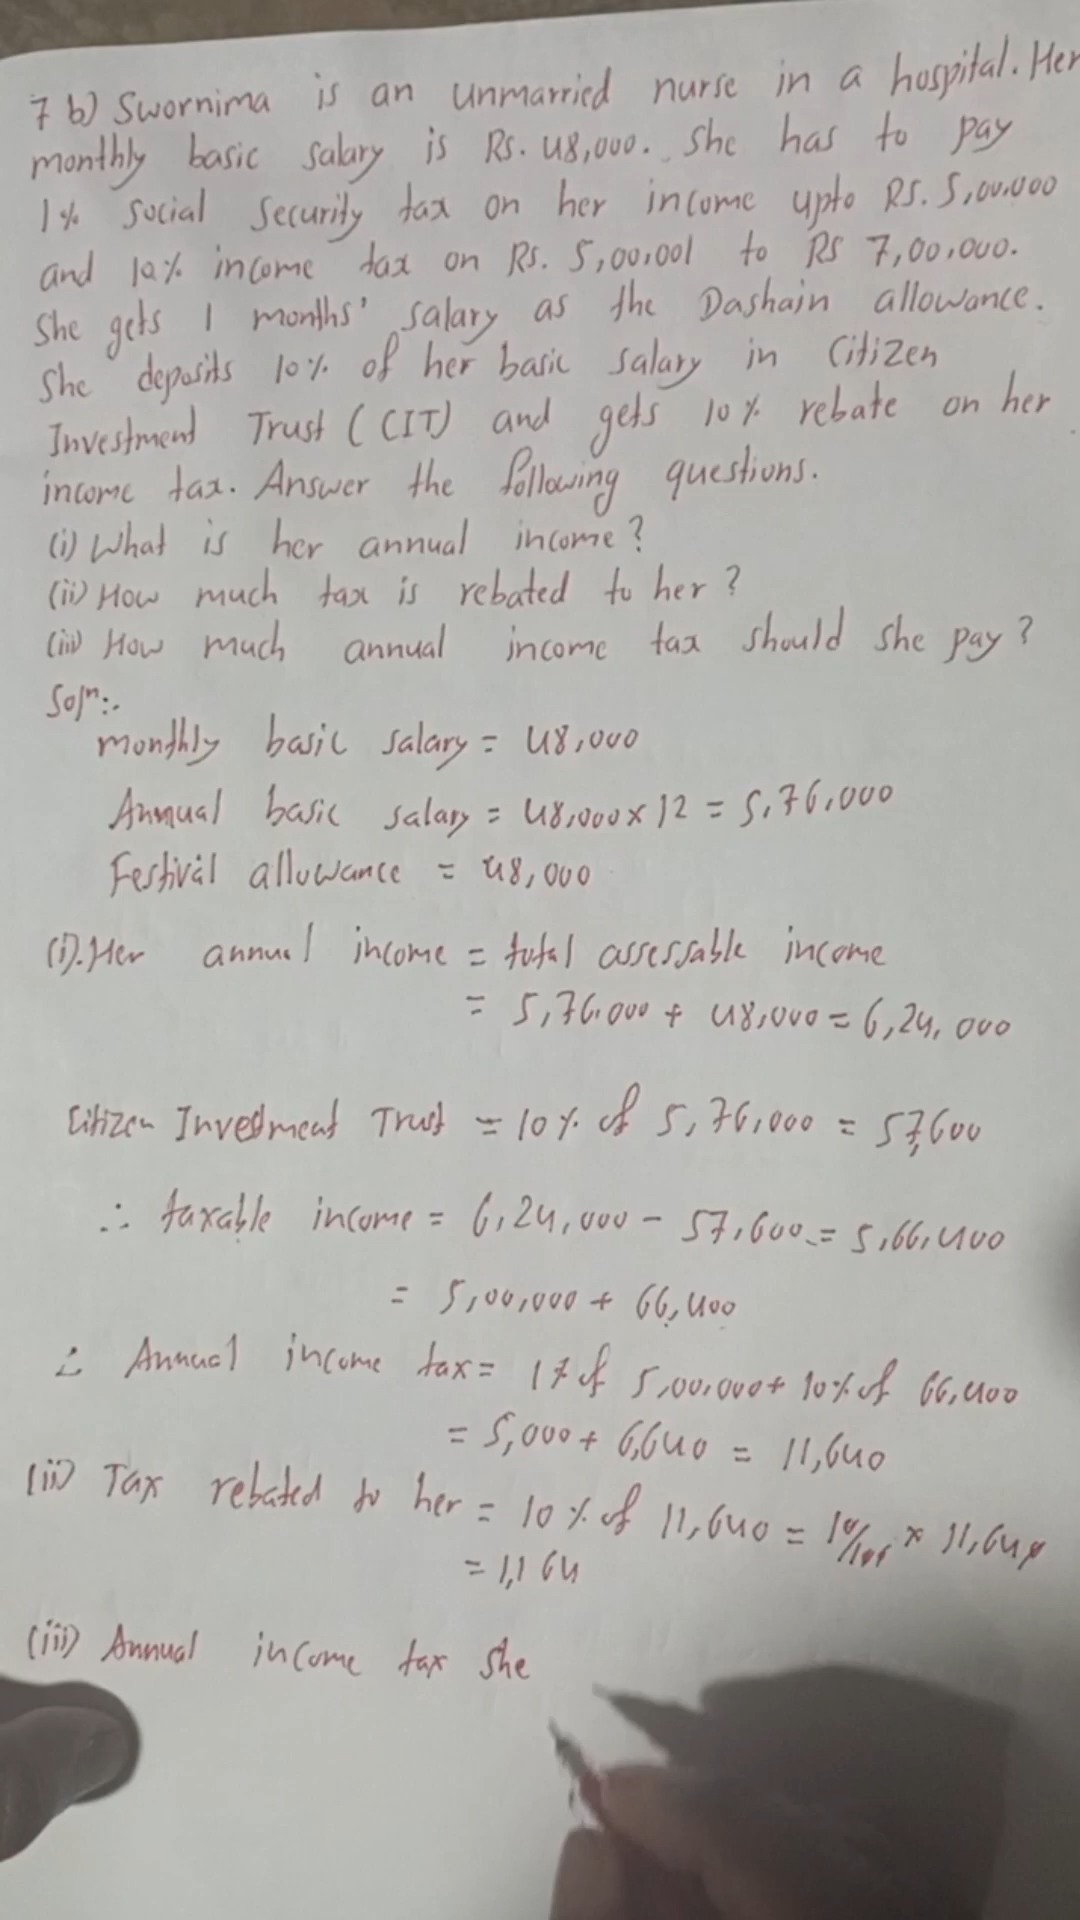 7 b) Swornima is an unmarried nurse in a hospital. Her
monthly basic salary is Rs. 48,000. She has to pay
1% social security tax on her income upto RS. 5,00,000
and 10% income tax on Rs. 5,00,001 to RS 7,00,000.
She gets 1 months' salary as the Dashain allowance.
She deposits 10% of her basic salary in Citizen
Investment Trust (CIT) and gets 10% rebate on her
income tax. Answer the following questions.
(i) What is her annual income?
(ii) How much tax is rebated to her?
(iii) How much annual income tax should she pay?
Solⁿ:-
monthly basic salary = 48,000
Annual basic salary = 48,000 x 12 = 5,76,000
Festival allowance = 48,000
(i). Her annual income = total assessable income
= 5,76,000 + 48,000 = 6,24,000
Citizen Investment Trust = 10% of 5,76,000 = 57,600
∴ taxable income = 6,24,000 - 57,600 = 5,66,400
= 5,00,000 + 66,400
∴ Annual income tax = 1% of 5,00,000 + 10% of 66,400
= 5,000 + 6,640 = 11,640
(ii) Tax rebated to her = 10% of 11,640 = 10/100 x 11,640
= 1,164
(iii) Annual income tax she